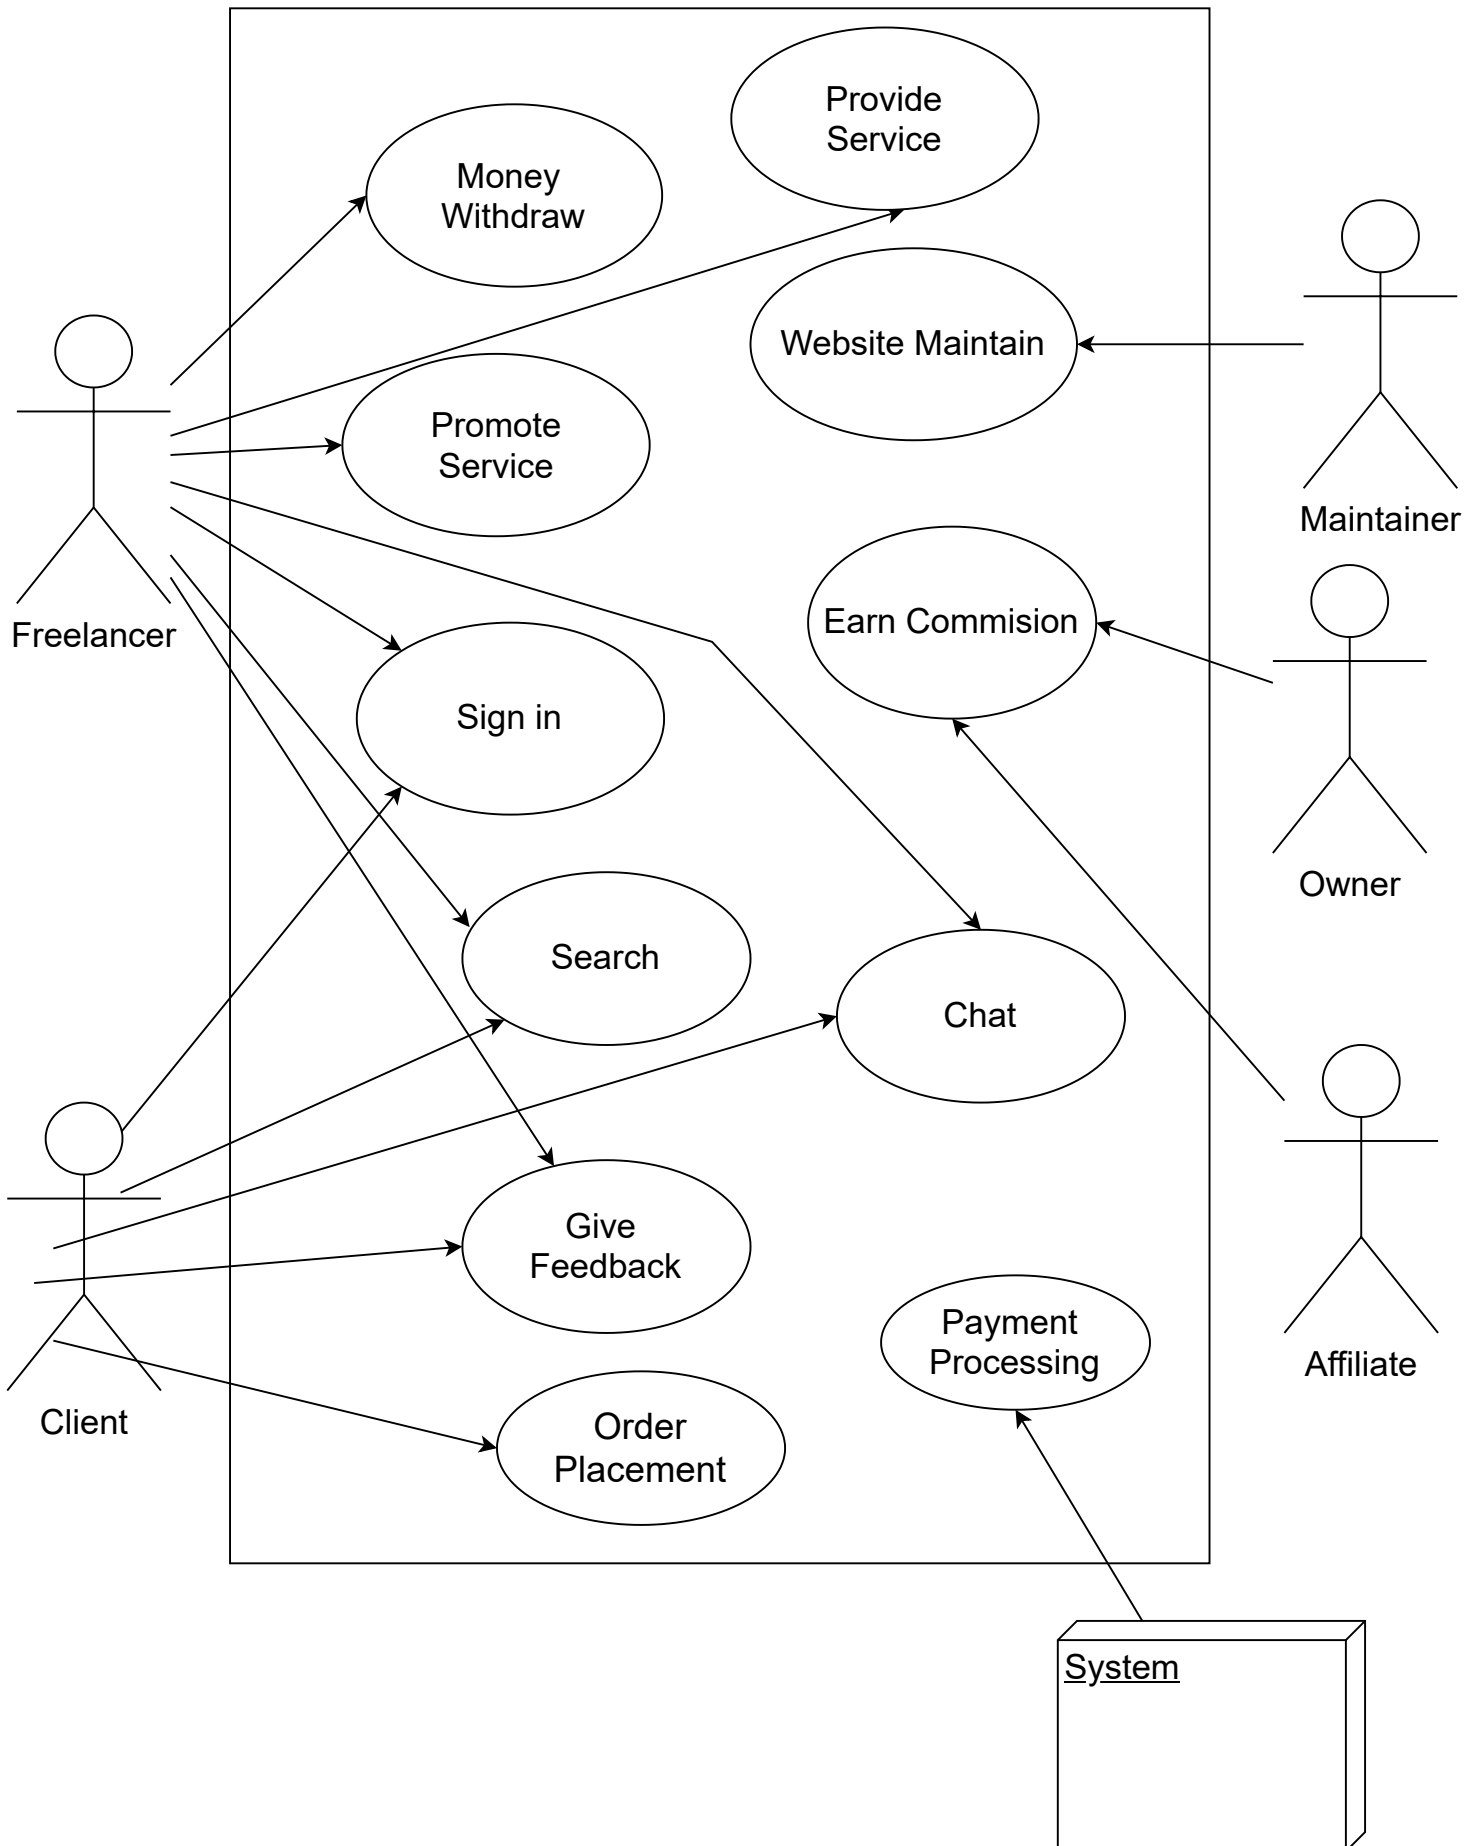 Provide
Service
Money
Withdraw
Website Maintain
Promote
Service
Maintainer
Earn Commision
Freelancer
Sign in
Owner
Search
Chat
Give
Feedback
Payment
Processing
Affiliate
Client
Order
Placement
System